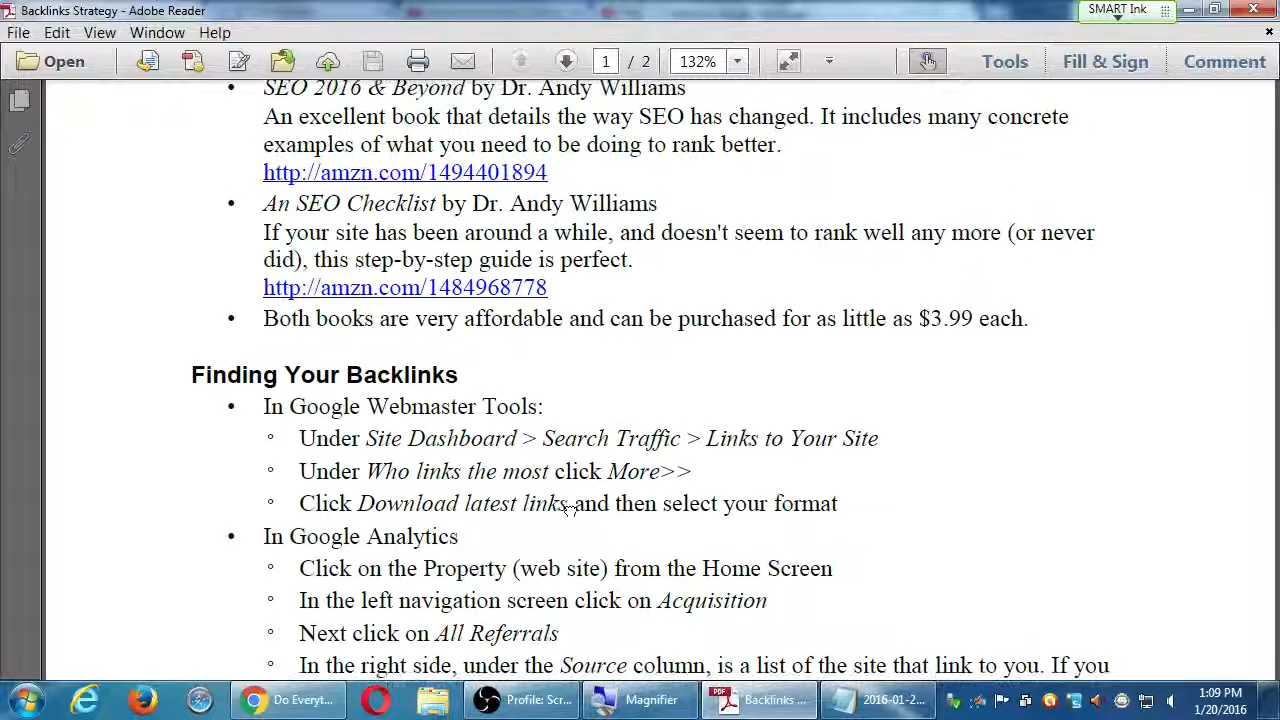 Backlinks Strategy - Adobe Reader
SMART Ink
File Edit View Window Help
Open
1 / 2
132%
Tools Fill & Sign Comment
• SEO 2016 & Beyond by Dr. Andy Williams
An excellent book that details the way SEO has changed. It includes many concrete
examples of what you need to be doing to rank better.
http://amzn.com/1494401894
• An SEO Checklist by Dr. Andy Williams
If your site has been around a while, and doesn't seem to rank well any more (or never
did), this step-by-step guide is perfect.
http://amzn.com/1484968778
• Both books are very affordable and can be purchased for as little as $3.99 each.
Finding Your Backlinks
• In Google Webmaster Tools:
◦ Under Site Dashboard > Search Traffic > Links to Your Site
◦ Under Who links the most click More>>
◦ Click Download latest links and then select your format
• In Google Analytics
◦ Click on the Property (web site) from the Home Screen
◦ In the left navigation screen click on Acquisition
◦ Next click on All Referrals
◦ In the right side, under the Source column, is a list of the site that link to you. If you
Do Everyt... Profile: Scr... Magnifier Backlinks ... 2016-01-2...
1:09 PM
1/20/2016